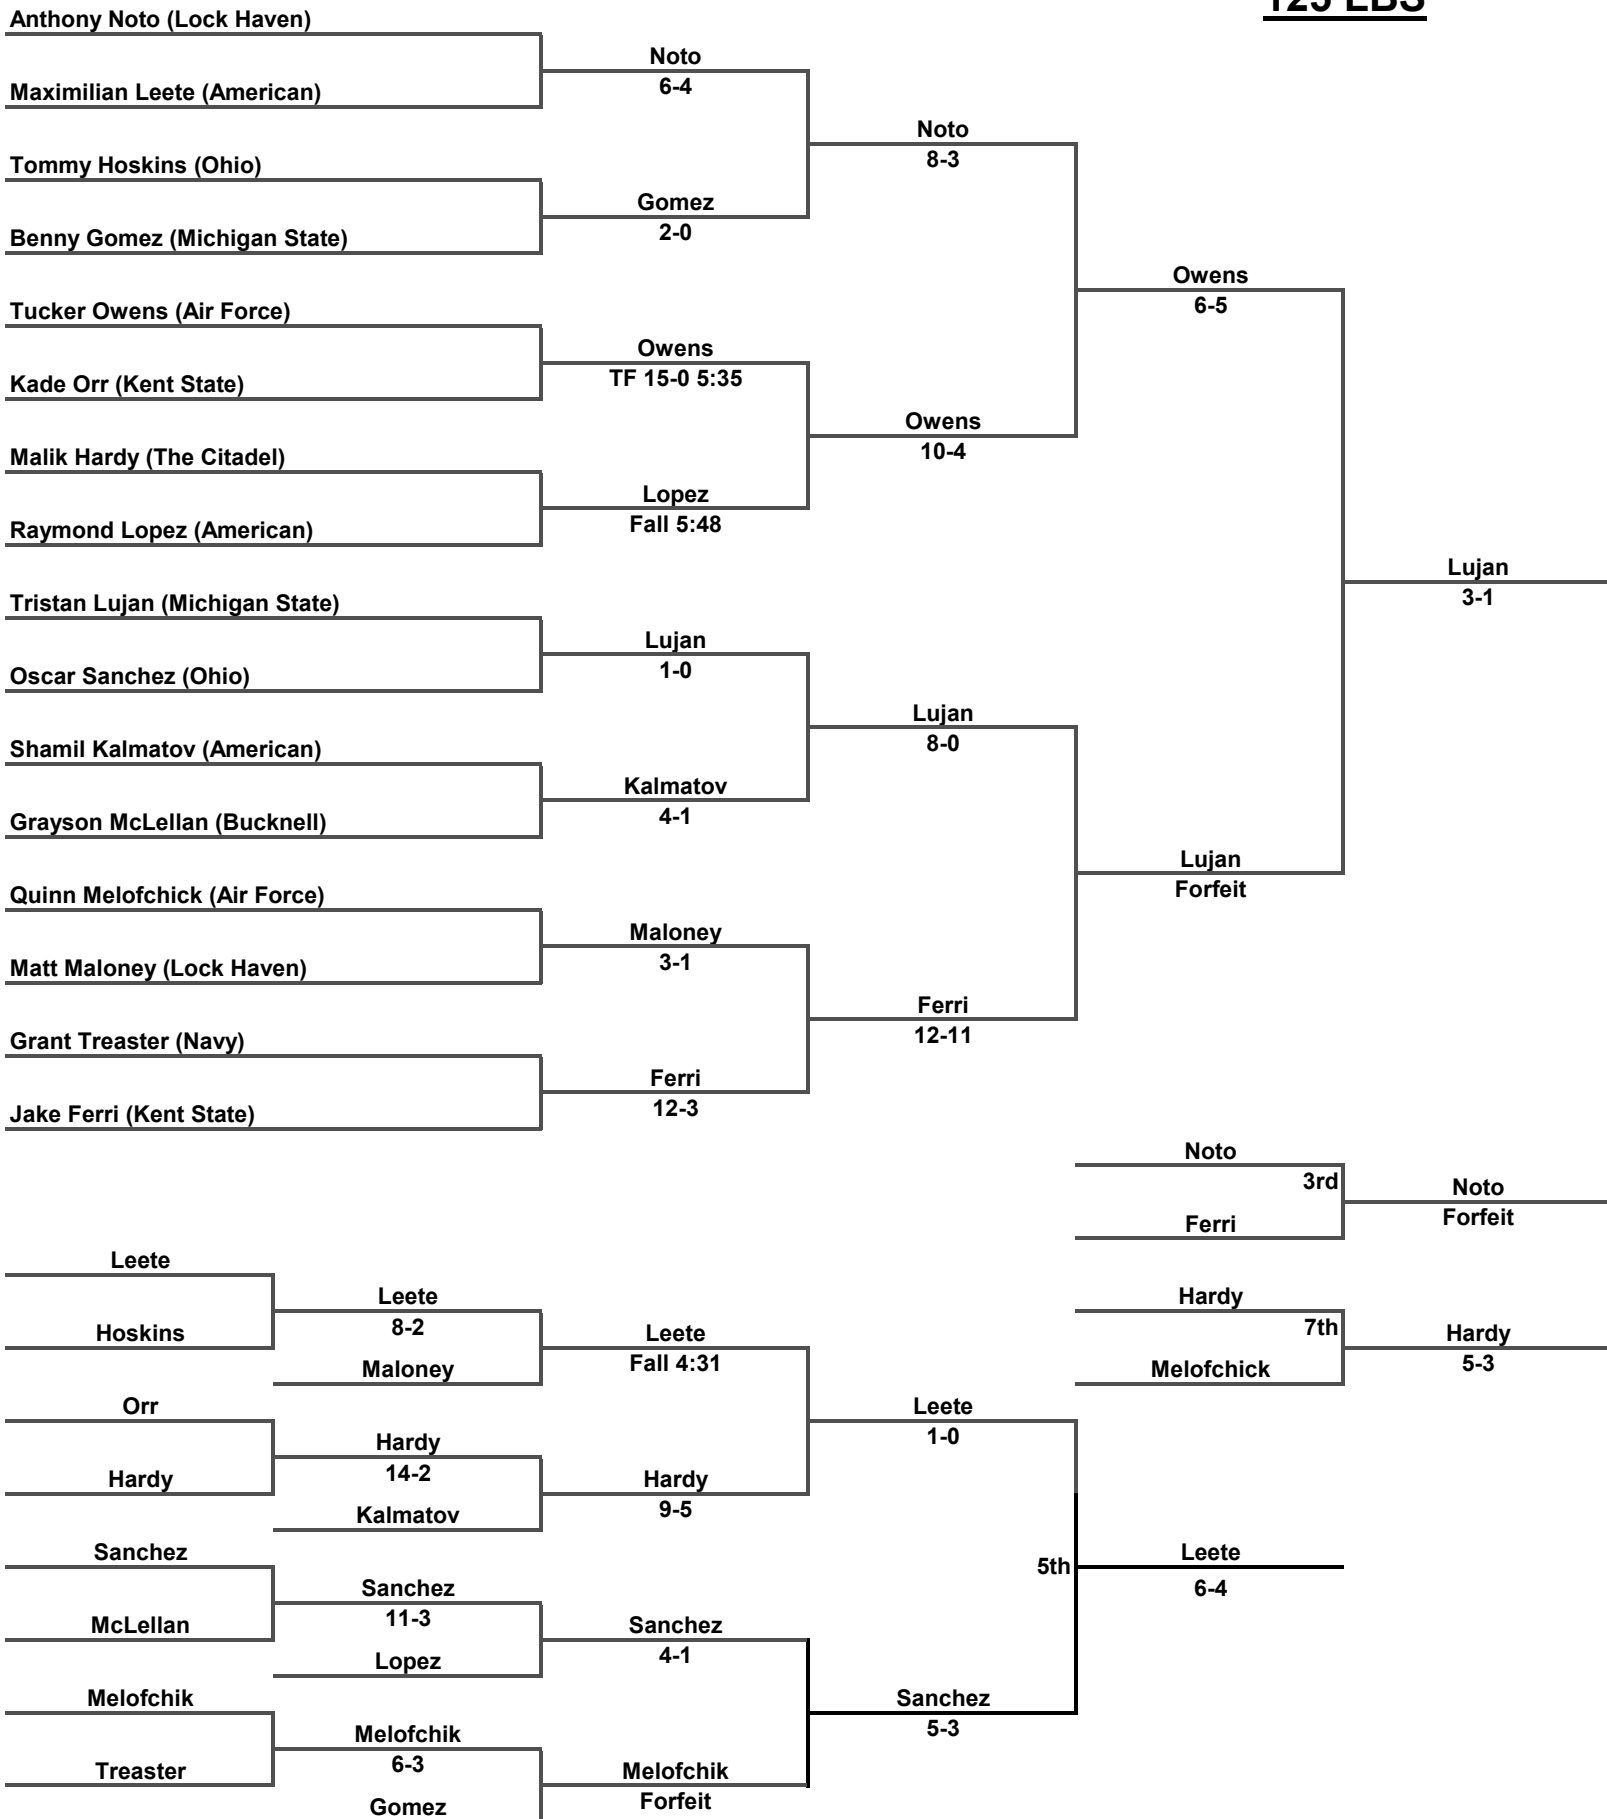 125 LBS
Anthony Noto (Lock Haven)
Noto
6-4
Maximilian Leete (American)
Noto
8-3
Tommy Hoskins (Ohio)
Gomez
2-0
Benny Gomez (Michigan State)
Owens
6-5
Tucker Owens (Air Force)
Owens
TF 15-0 5:35
Kade Orr (Kent State)
Owens
10-4
Malik Hardy (The Citadel)
Lopez
Fall 5:48
Raymond Lopez (American)
Lujan
3-1
Tristan Lujan (Michigan State)
Lujan
1-0
Oscar Sanchez (Ohio)
Lujan
8-0
Shamil Kalmatov (American)
Kalmatov
4-1
Grayson McLellan (Bucknell)
Lujan
Forfeit
Quinn Melofchick (Air Force)
Maloney
3-1
Matt Maloney (Lock Haven)
Ferri
12-11
Grant Treaster (Navy)
Ferri
12-3
Jake Ferri (Kent State)
Noto
3rd
Noto
Forfeit
Ferri
Leete
Leete
8-2
Hoskins
Leete
Fall 4:31
Maloney
Hardy
7th
Hardy
5-3
Melofchick
Orr
Leete
1-0
Hardy
14-2
Hardy
Hardy
9-5
Kalmatov
Sanchez
5th
Leete
6-4
Sanchez
11-3
McLellan
Sanchez
4-1
Lopez
Melofchik
Sanchez
5-3
Melofchik
6-3
Treaster
Melofchik
Forfeit
Gomez